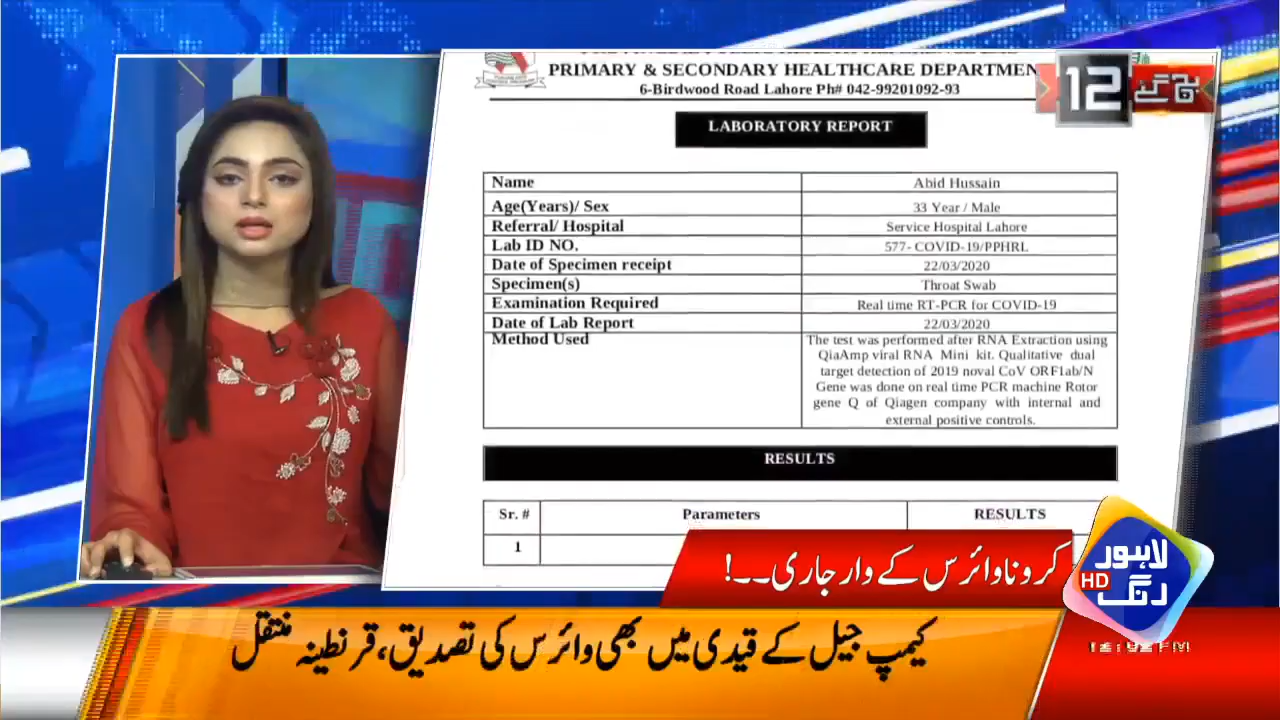 PRIMARY & SECONDARY HEALTHCARE DEPARTMEN
6-Birdwood Road Lahore Ph# 042-99201092-93
12 بج گئے
LABORATORY REPORT
Name Abid Hussain
Age(Years)/ Sex 33 Year / Male
Referral/ Hospital Service Hospital Lahore
Lab ID NO. 577- COVID-19/PPHRL
Date of Specimen receipt 22/03/2020
Specimen(s) Throat Swab
Examination Required Real time RT-PCR for COVID-19
Date of Lab Report 22/03/2020
Method Used The test was performed after RNA Extraction using
QiaAmp viral RNA Mini kit. Qualitative dual
target detection of 2019 noval CoV ORF1ab/N
Gene was done on real time PCR machine Rotor
gene Q of Qiagen company with internal and
external positive controls.
RESULTS
Sr. # Parameters RESULTS
1
کرونا وائرس کے وار جاری۔۔!
لاہور
رنگ HD
کیمپ جیل کے قیدی میں بھی وائرس کی تصدیق، قرنطینہ منتقل